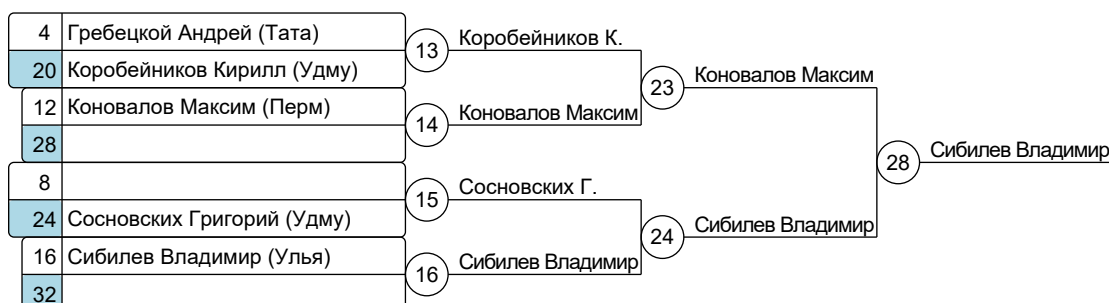 4 Гребецкой Андрей (Тата)
20 Коробейников Кирилл (Удму)
13 Коробейников К.
12 Коновалов Максим (Перм)
28
14 Коновалов Максим
23 Коновалов Максим
8
24 Сосновских Григорий (Удму)
15 Сосновских Г.
16 Сибилев Владимир (Улья)
32
16 Сибилев Владимир
24 Сибилев Владимир
28 Сибилев Владимир